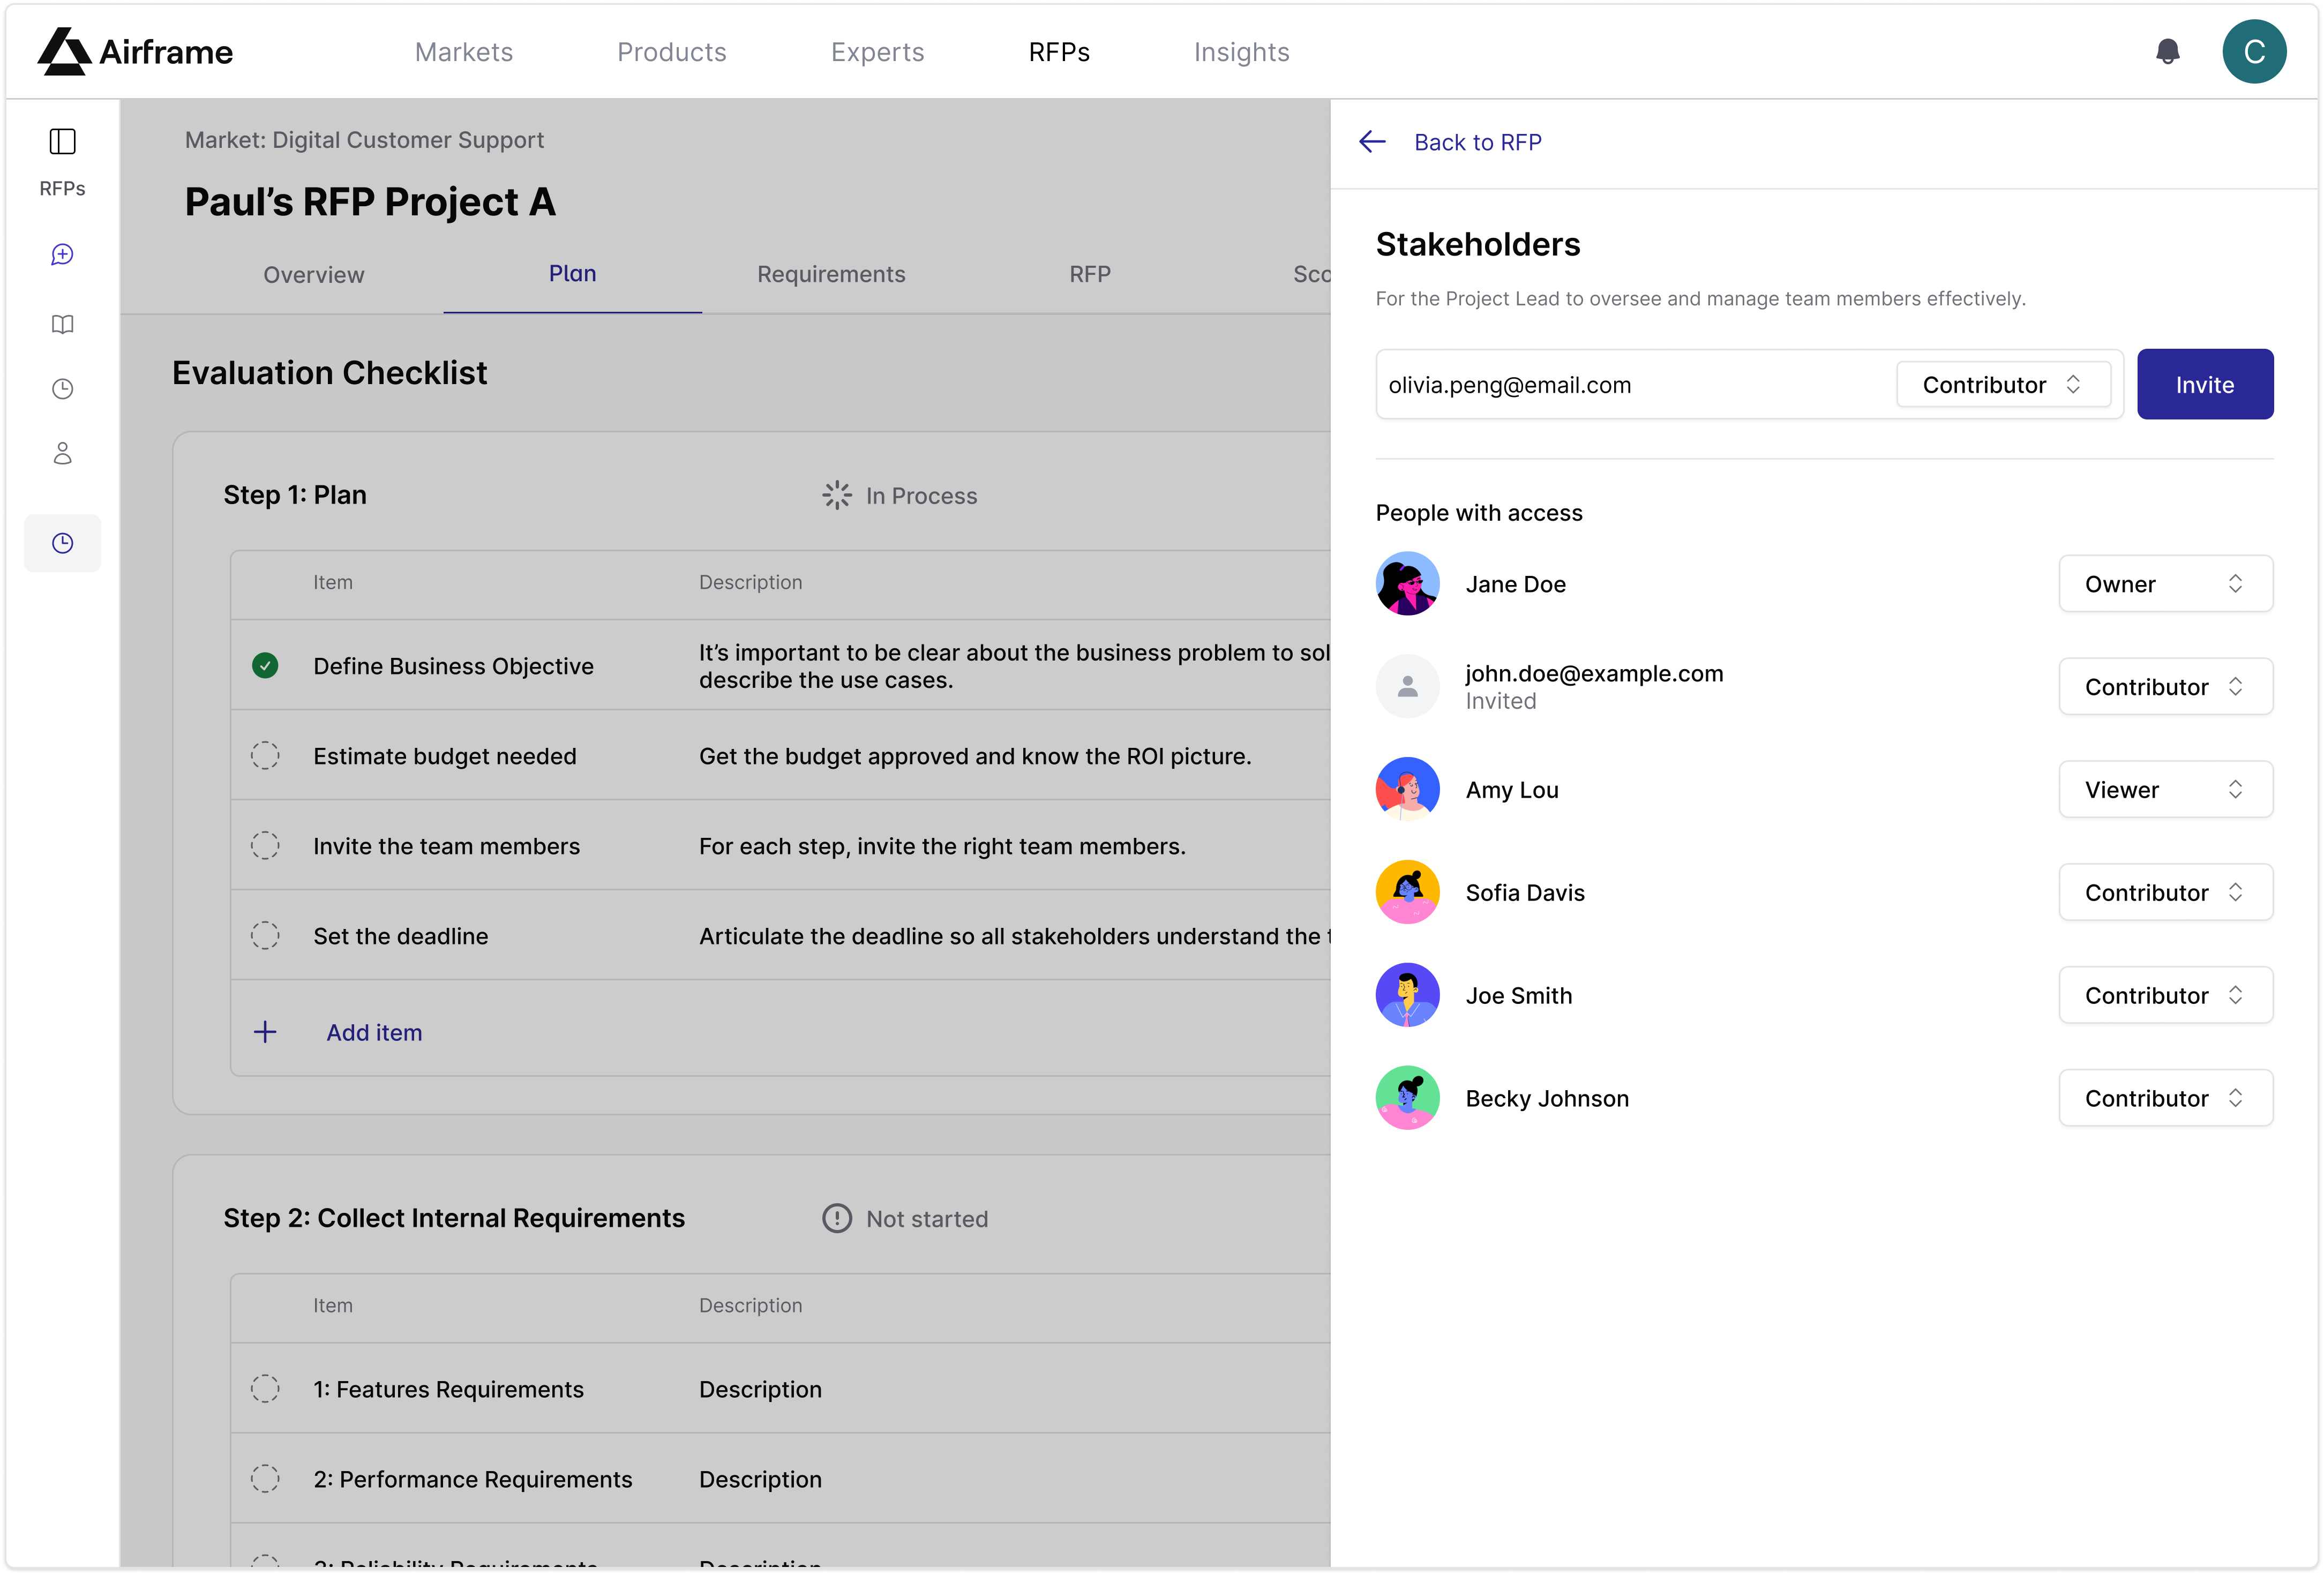 Airframe
Markets
Products
Experts
RFPs
Insights
C
RFPs
Market: Digital Customer Support
Paul’s RFP Project A
Overview
Plan
Requirements
RFP
Sco
Evaluation Checklist
Step 1: Plan
In Process
Item
Description
Define Business Objective
It’s important to be clear about the business problem to sol
describe the use cases.
Estimate budget needed
Get the budget approved and know the ROI picture.
Invite the team members
For each step, invite the right team members.
Set the deadline
Articulate the deadline so all stakeholders understand the t
Add item
Step 2: Collect Internal Requirements
Not started
Item
Description
1: Features Requirements
Description
2: Performance Requirements
Description
3: Reliability Requirements
Description
Back to RFP
Stakeholders
For the Project Lead to oversee and manage team members effectively.
olivia.peng@email.com
Contributor
Invite
People with access
Jane Doe
Owner
john.doe@example.com
Invited
Contributor
Amy Lou
Viewer
Sofia Davis
Contributor
Joe Smith
Contributor
Becky Johnson
Contributor